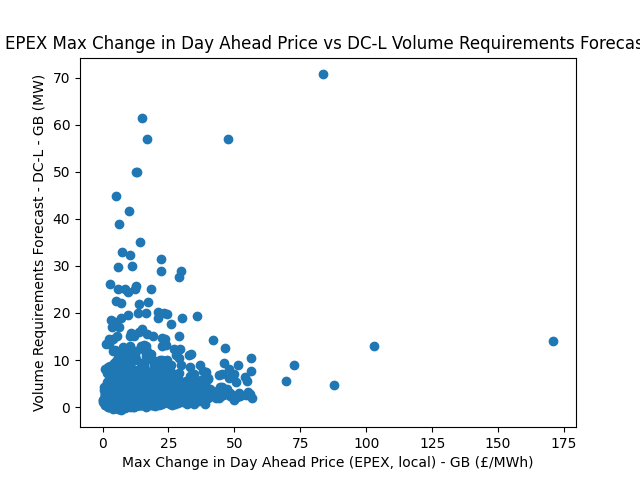 EPEX Max Change in Day Ahead Price vs DC-L Volume Requirements
Volume Requirements Forecast - DC-L - GB (MW)
70
60
50
40
30
20
10
0
0 25 50 75 100 125 150 175
Max Change in Day Ahead Price (EPEX, local) - GB (£/MWh)